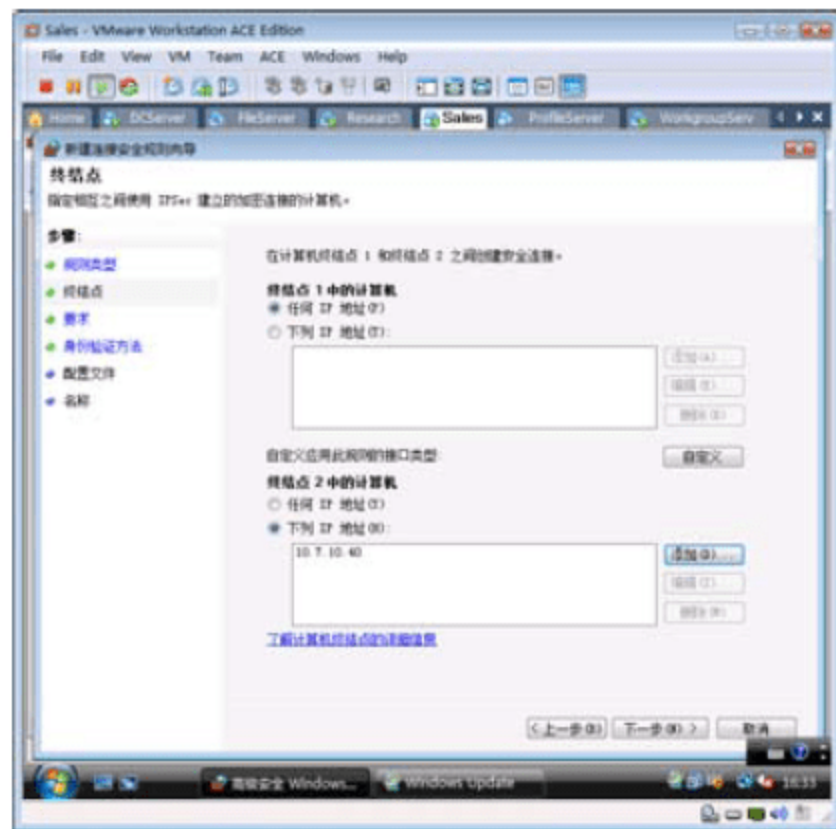 Sales - VMware Workstation ACE Edition
File Edit View VM Team ACE Windows Help
Home DCServer FileServer Research Sales ProfileServer WorkgroupServ
新建连接安全规则向导
终结点
指定相互之间使用 IPSec 建立的加密连接的计算机。
步骤:
规则类型
终结点
要求
身份验证方法
配置文件
名称
在计算机终结点 1 和终结点 2 之间创建安全连接。
终结点 1 中的计算机
任何 IP 地址(P)
下列 IP 地址(T):
添加(A)...
编辑(E)...
删除(R)
自定义应用此规则的接口类型:
自定义
终结点 2 中的计算机
任何 IP 地址(Y)
下列 IP 地址(H):
10.7.10.40
添加(D)...
编辑(I)...
删除(M)
了解计算机终结点的详细信息
<上一步(B)
下一步(N) >
取消
高级安全 Windows...
Windows Update
16:33